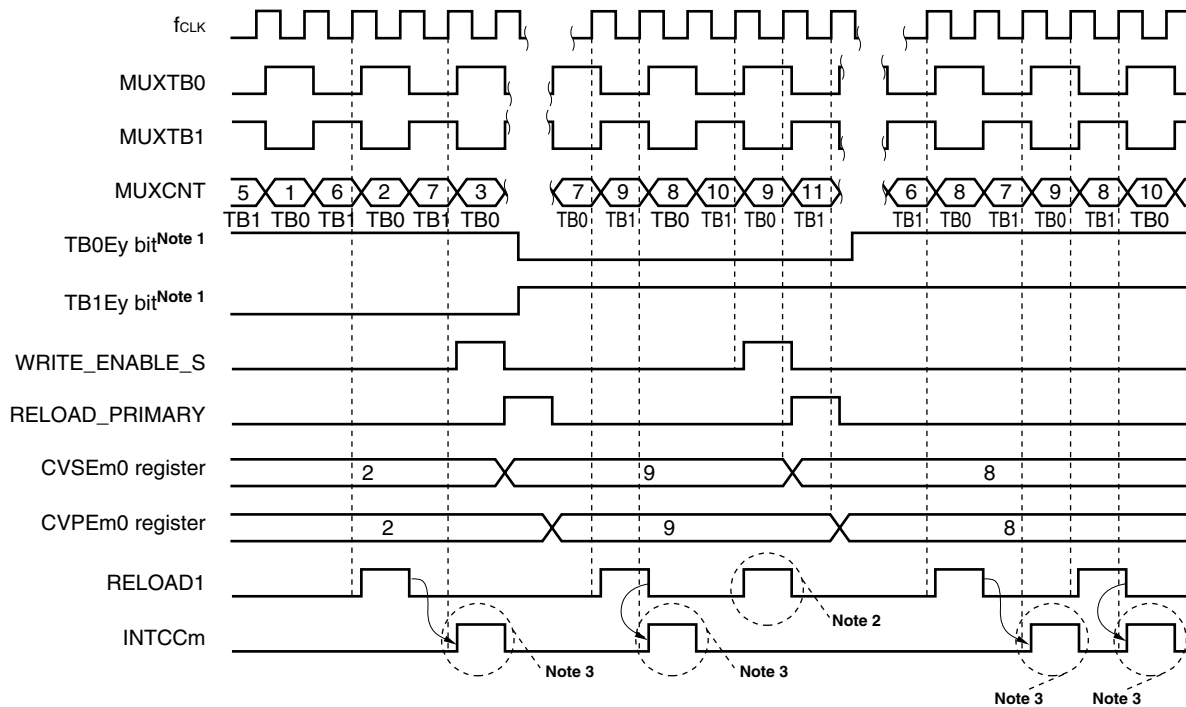 fCLK
MUXTB0
MUXTB1
MUXCNT 5 1 6 2 7 3 7 9 8 10 9 11 6 8 7 9 8 10
TB1 TB0 TB1 TB0 TB1 TB0 TB0 TB1 TB0 TB1 TB0 TB1 TB1 TB0 TB1 TB0 TB1 TB0
TB0Ey bitNote 1
TB1Ey bitNote 1
WRITE_ENABLE_S
RELOAD_PRIMARY
CVSEm0 register 2 9 8
CVPEm0 register 2 9 8
RELOAD1
Note 2
INTCCm
Note 3 Note 3
Note 3 Note 3